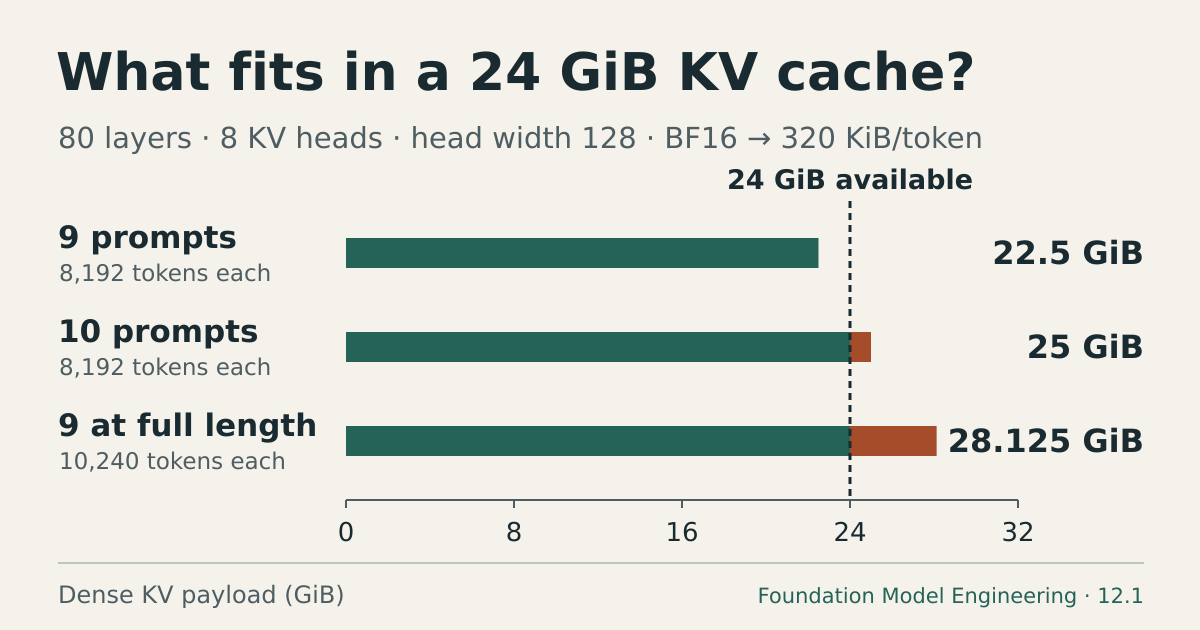 What fits in a 24 GiB KV cache?
80 layers · 8 KV heads · head width 128 · BF16 → 320 KiB/token
24 GiB available
9 prompts
8,192 tokens each
22.5 GiB
10 prompts
8,192 tokens each
25 GiB
9 at full length
10,240 tokens each
28.125 GiB
0 8 16 24 32
Dense KV payload (GiB)
Foundation Model Engineering · 12.1